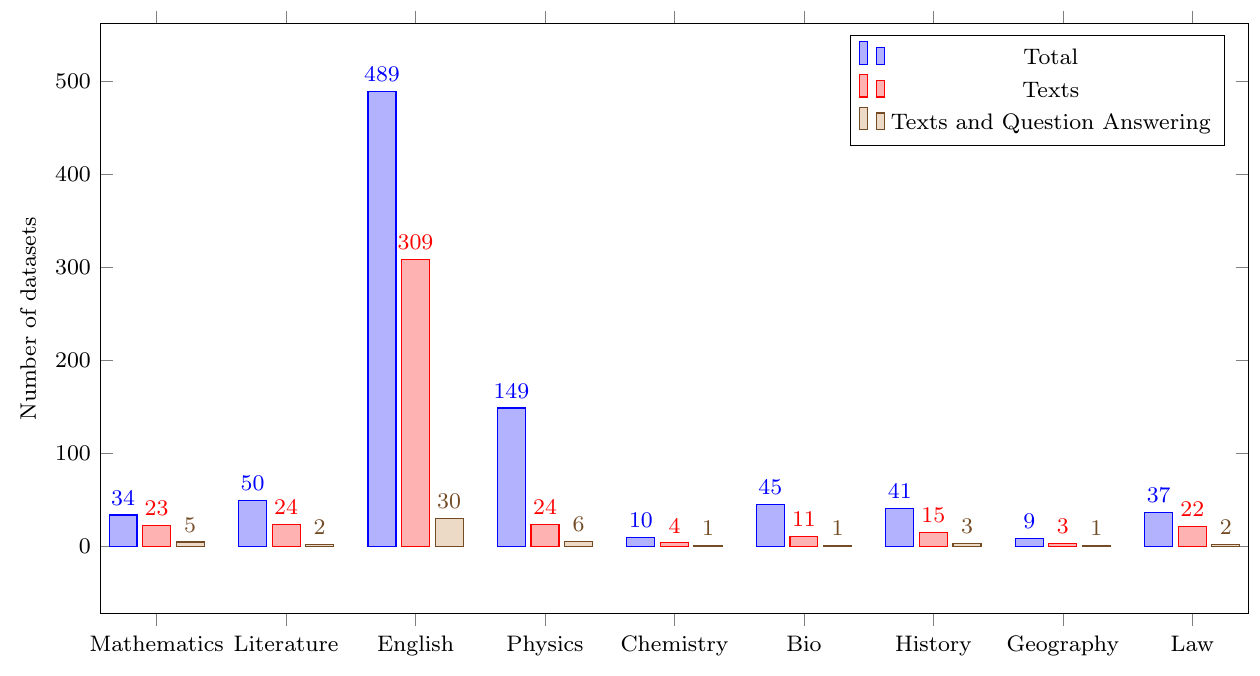 Total
Texts
Texts and Question Answering
Number of datasets
500
400
300
200
100
0
34 23 5
50 24 2
489 309 30
149 24 6
10 4 1
45 11 1
41 15 3
9 3 1
37 22 2
Mathematics Literature English Physics Chemistry Bio History Geography Law